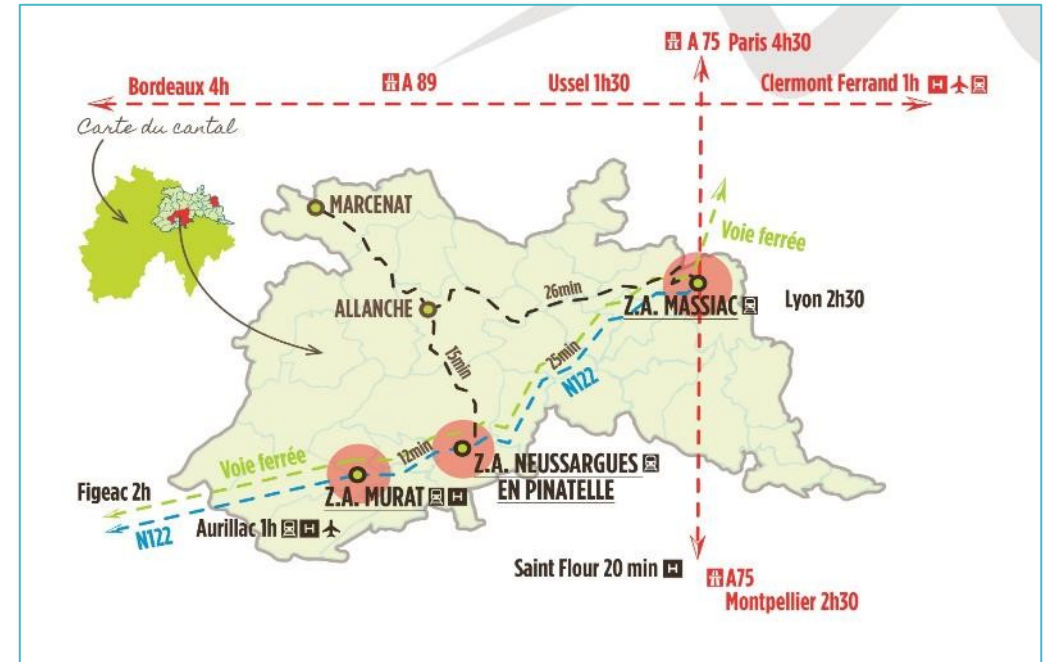 A 75 Paris 4h30
Bordeaux 4h
A 89
Ussel 1h30
Clermont Ferrand 1h
Carte du cantal
MARCENAT
Voie ferrée
ALLANCHE
26min
Z.A. MASSIAC
Lyon 2h30
15min
25min
N122
12min
Voie ferrée
Z.A. NEUSSARGUES
EN PINATELLE
Figeac 2h
Z.A. MURAT
N122
Aurillac 1h
Saint Flour 20 min
A75
Montpellier 2h30